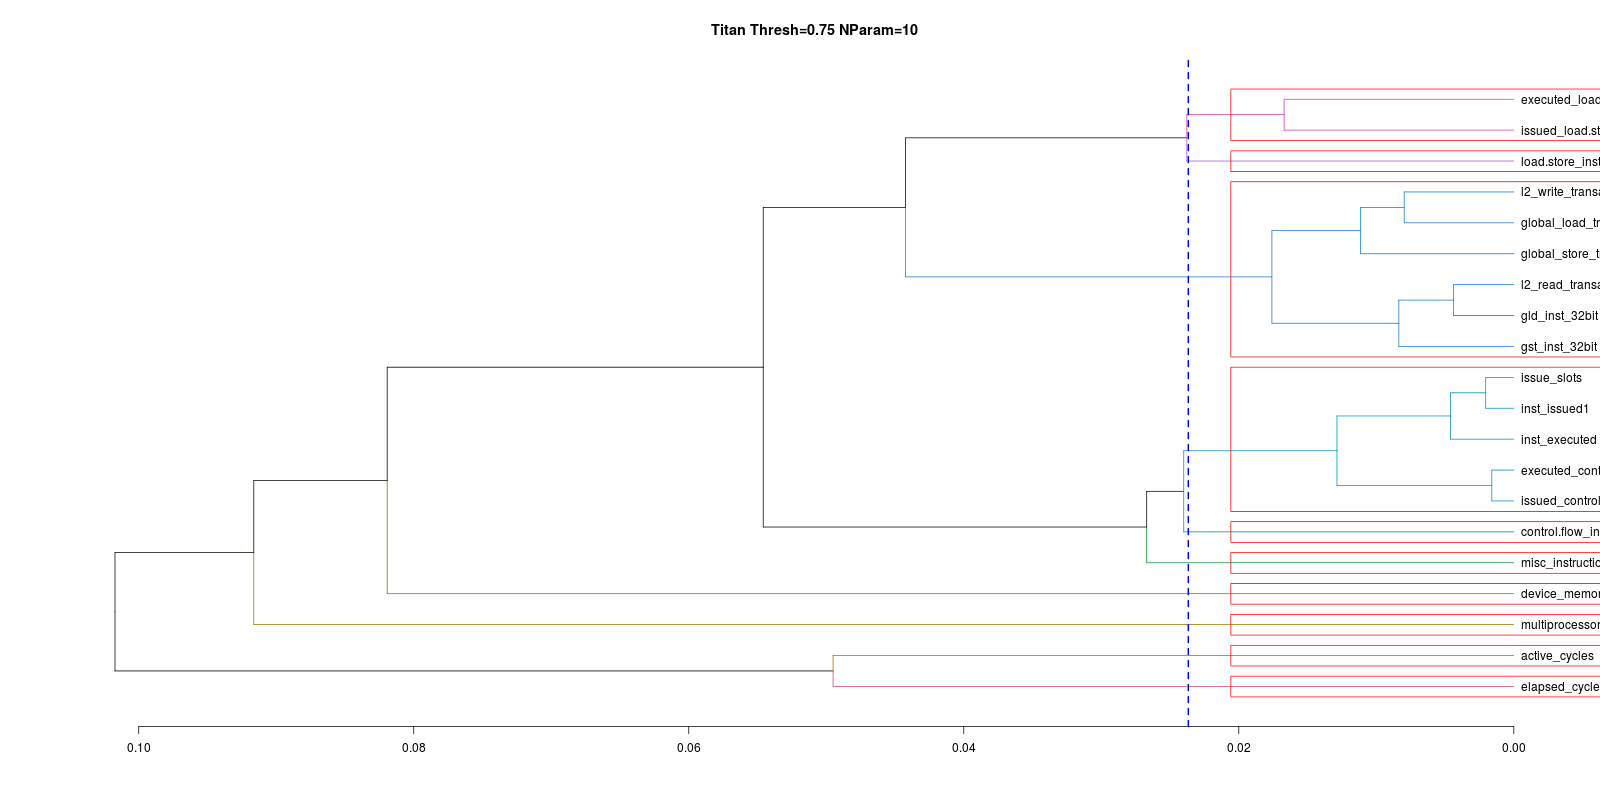 Titan Thresh=0.75 NParam=10
executed_load
issued_load.st
load.store_inst
l2_write_transa
global_load_tr
global_store_t
l2_read_transa
gld_inst_32bit
gst_inst_32bit
issue_slots
inst_issued1
inst_executed
executed_cont
issued_control
control.flow_in
misc_instructio
device_memor
multiprocessor
active_cycles
elapsed_cycle
0.10 0.08 0.06 0.04 0.02 0.00